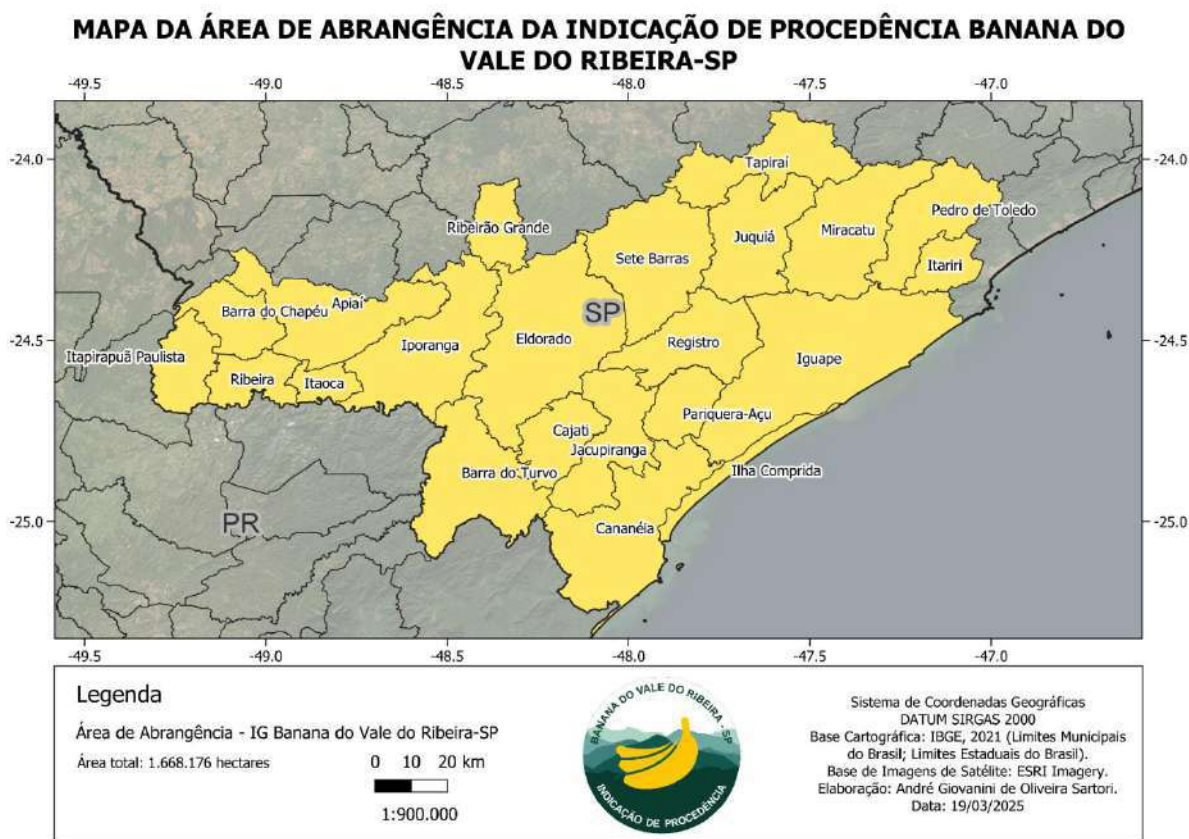 MAPA DA ÁREA DE ABRANGÊNCIA DA INDICAÇÃO DE PROCEDÊNCIA BANANA DO
VALE DO RIBEIRA-SP
-49.5 -49.0 -48.5 -48.0 -47.5 -47.0
-24.0 -24.0
Tapiraí
Pedro de Toledo
Ribeirão Grande
Juquiá
Miracatu
Sete Barras
Itariri
Barra do Chapéu
Apiaí
SP
Eldorado
Iporanga
Registro
-24.5 -24.5
Itapirapuã Paulista
Iguape
Ribeira
Itaoca
Pariquera-Açu
Cajati
Jacupiranga
Barra do Turvo
Ilha Comprida
-25.0 -25.0
PR
Cananéia
-49.5 -49.0 -48.5 -48.0 -47.5 -47.0
Legenda
Área de Abrangência - IG Banana do Vale do Ribeira-SP
Área total: 1.668.176 hectares
0 10 20 km
1:900.000
BANANA DO VALE DO RIBEIRA - SP
INDICAÇÃO DE PROCEDÊNCIA
Sistema de Coordenadas Geográficas
DATUM SIRGAS 2000
Base Cartográfica: IBGE, 2021 (Limites Municipais
do Brasil; Limites Estaduais do Brasil).
Base de Imagens de Satélite: ESRI Imagery.
Elaboração: André Giovanini de Oliveira Sartori.
Data: 19/03/2025